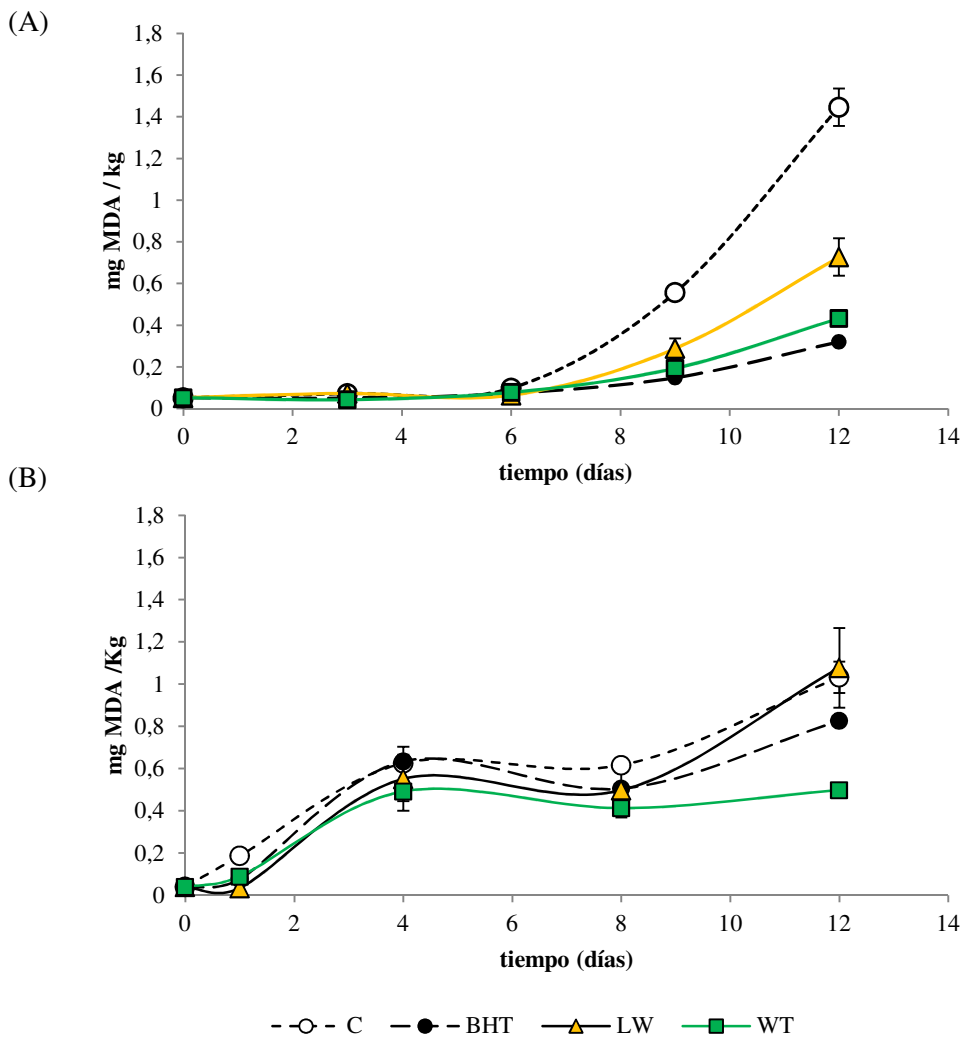 (A)
1,8
1,6
1,4
1,2
1
0,8
0,6
0,4
0,2
0
mg MDA / kg
0 2 4 6 8 10 12 14
tiempo (días)
(B)
1,8
1,6
1,4
1,2
1
0,8
0,6
0,4
0,2
0
mg MDA /Kg
0 2 4 6 8 10 12 14
tiempo (días)
C BHT LW WT